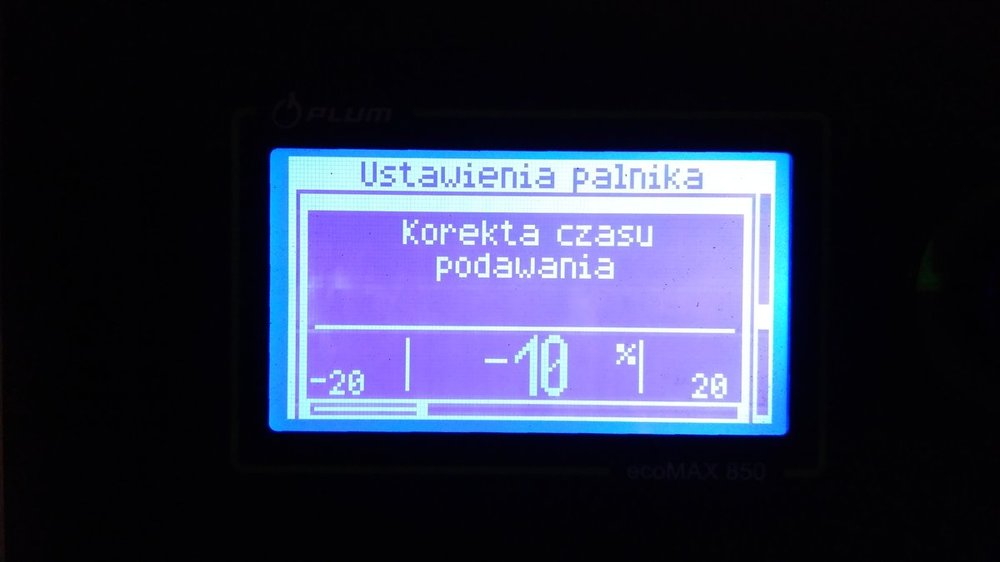 PLUM
Ustawienia palnika
Korekta czasu
podawania
-20 -10 % 20
ecoMAX 850